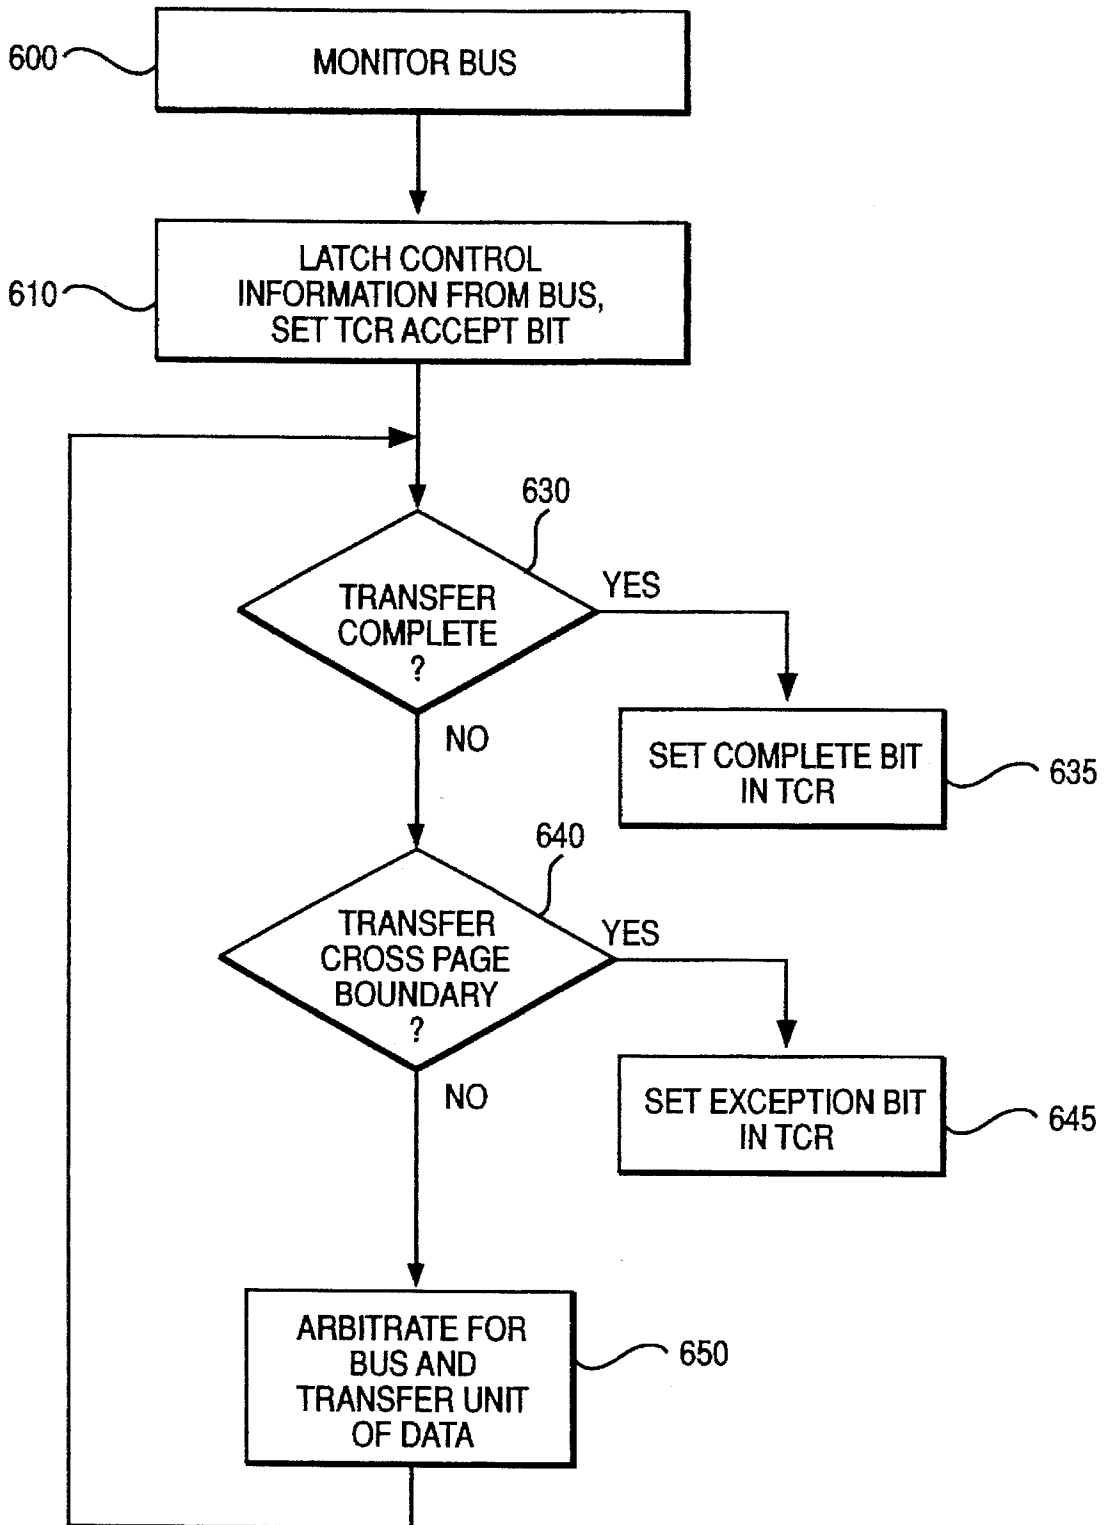 600
MONITOR BUS
610
LATCH CONTROL
INFORMATION FROM BUS,
SET TCR ACCEPT BIT
630
TRANSFER
COMPLETE
?
YES
NO
SET COMPLETE BIT
IN TCR
635
640
TRANSFER
CROSS PAGE
BOUNDARY
?
YES
NO
SET EXCEPTION BIT
IN TCR
645
ARBITRATE FOR
BUS AND
TRANSFER UNIT
OF DATA
650